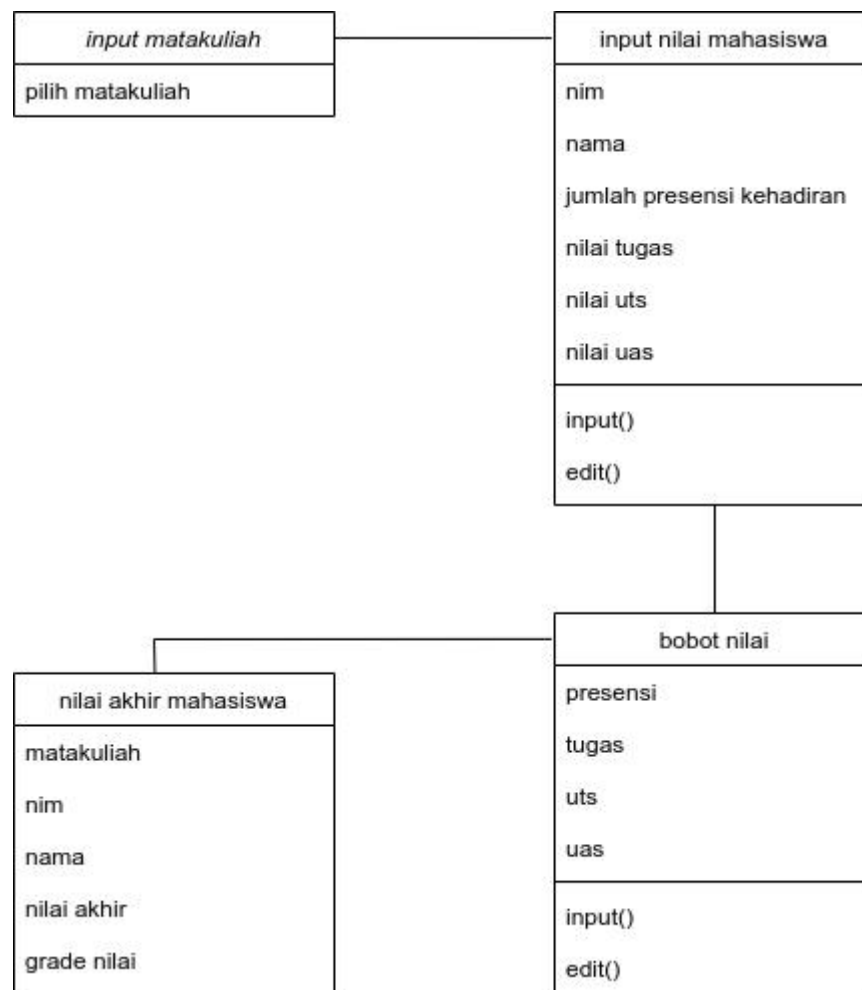 input matakuliah
pilih matakuliah
input nilai mahasiswa
nim
nama
jumlah presensi kehadiran
nilai tugas
nilai uts
nilai uas
input()
edit()
bobot nilai
presensi
tugas
uts
uas
input()
edit()
nilai akhir mahasiswa
matakuliah
nim
nama
nilai akhir
grade nilai